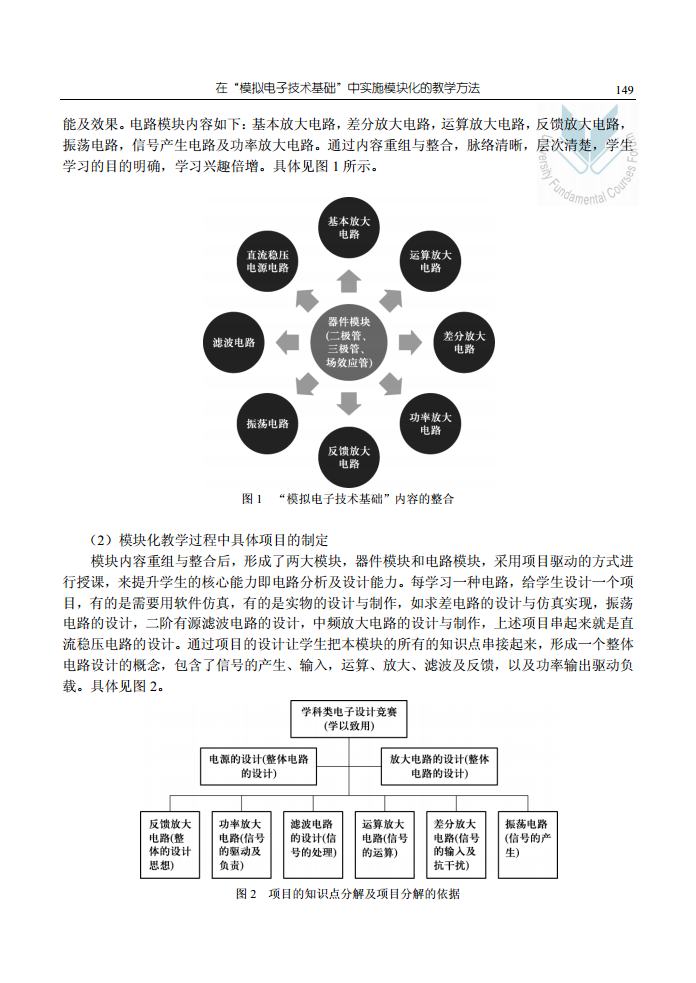 在“模拟电子技术基础”中实施模块化的教学方法 149
能及效果。电路模块内容如下：基本放大电路，差分放大电路，运算放大电路，反馈放大电路，
振荡电路，信号产生电路及功率放大电路。通过内容重组与整合，脉络清晰，层次清楚，学生
学习的目的明确，学习兴趣倍增。具体见图 1 所示。
ersity Fundamental Courses Foru
基本放大
电路
直流稳压
电源电路
运算放大
电路
滤波电路
器件模块
(二极管、
三极管、
场效应管)
差分放大
电路
振荡电路
功率放大
电路
反馈放大
电路
图 1 “模拟电子技术基础”内容的整合
（2）模块化教学过程中具体项目的制定
模块内容重组与整合后，形成了两大模块，器件模块和电路模块，采用项目驱动的方式进
行授课，来提升学生的核心能力即电路分析及设计能力。每学习一种电路，给学生设计一个项
目，有的是需要用软件仿真，有的是实物的设计与制作，如求差电路的设计与仿真实现，振荡
电路的设计，二阶有源滤波电路的设计，中频放大电路的设计与制作，上述项目串起来就是直
流稳压电路的设计。通过项目的设计让学生把本模块的所有的知识点串接起来，形成一个整体
电路设计的概念，包含了信号的产生、输入，运算、放大、滤波及反馈，以及功率输出驱动负
载。具体见图 2。
学科类电子设计竞赛
(学以致用)
电源的设计(整体电路
的设计)
放大电路的设计(整体
电路的设计)
反馈放大
电路(整
体的设计
思想)
功率放大
电路(信号
的驱动及
负责)
滤波电路
的设计(信
号的处理)
运算放大
电路(信号
的运算)
差分放大
电路(信号
的输入及
抗干扰)
振荡电路
(信号的产
生)
图 2 项目的知识点分解及项目分解的依据